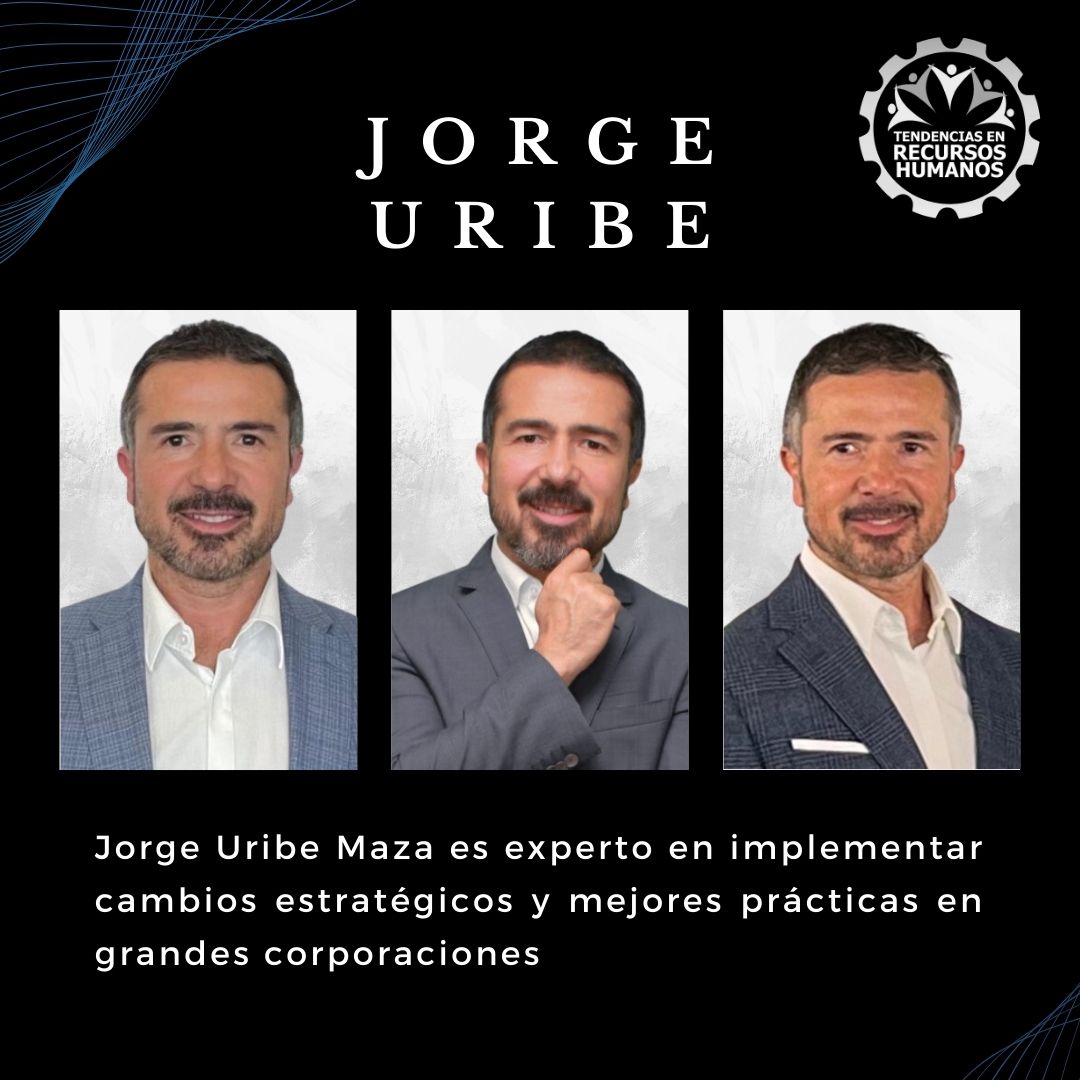 JORGE
URIBE
TENDENCIAS EN
RECURSOS
HUMANOS
Jorge Uribe Maza es experto en implementar
cambios estratégicos y mejores prácticas en
grandes corporaciones